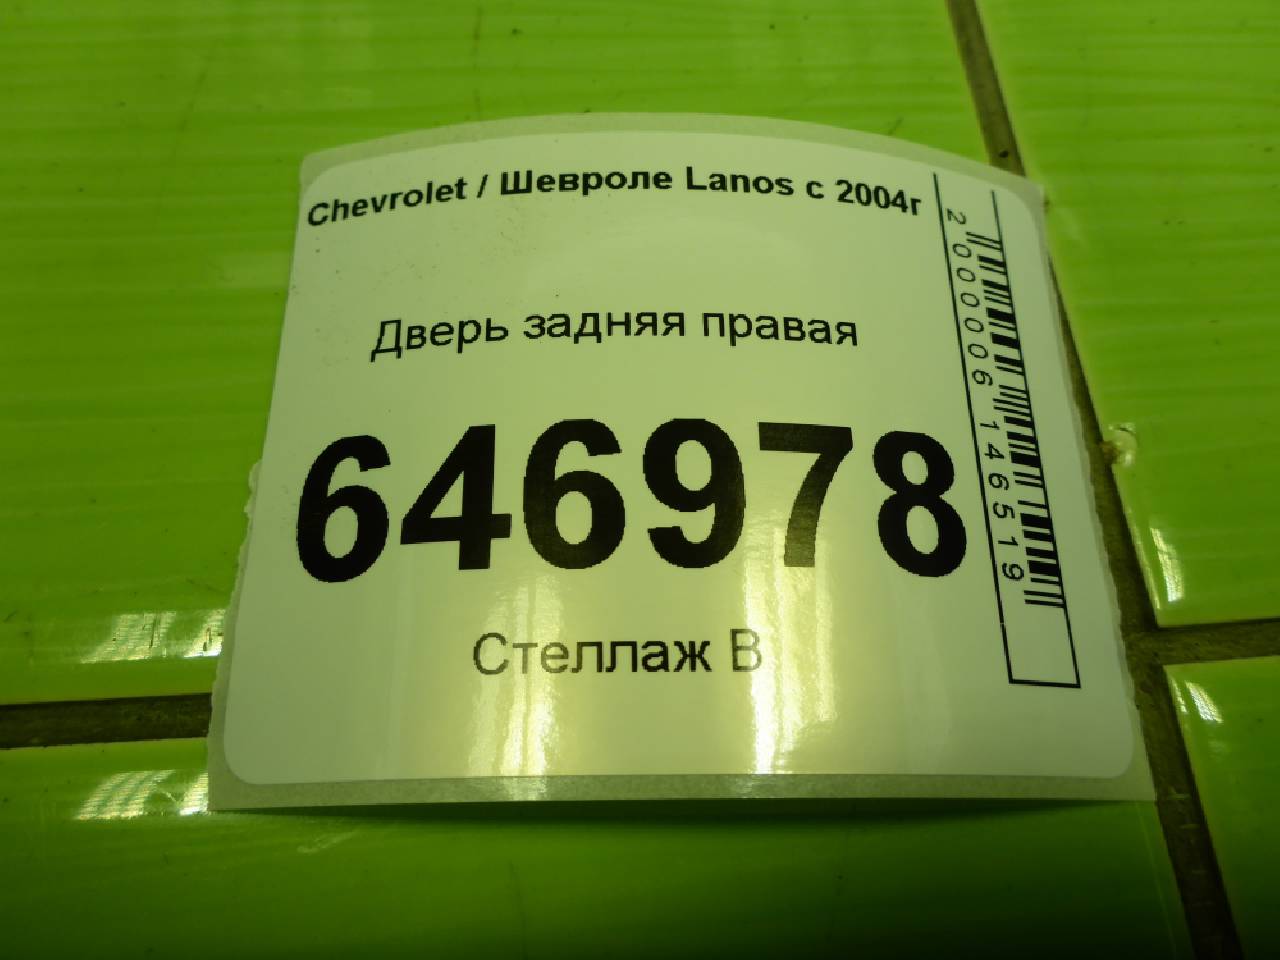 Chevrolet / Шевроле Lanos с 2004г
Дверь задняя правая
646978
Стеллаж В
2000006146519